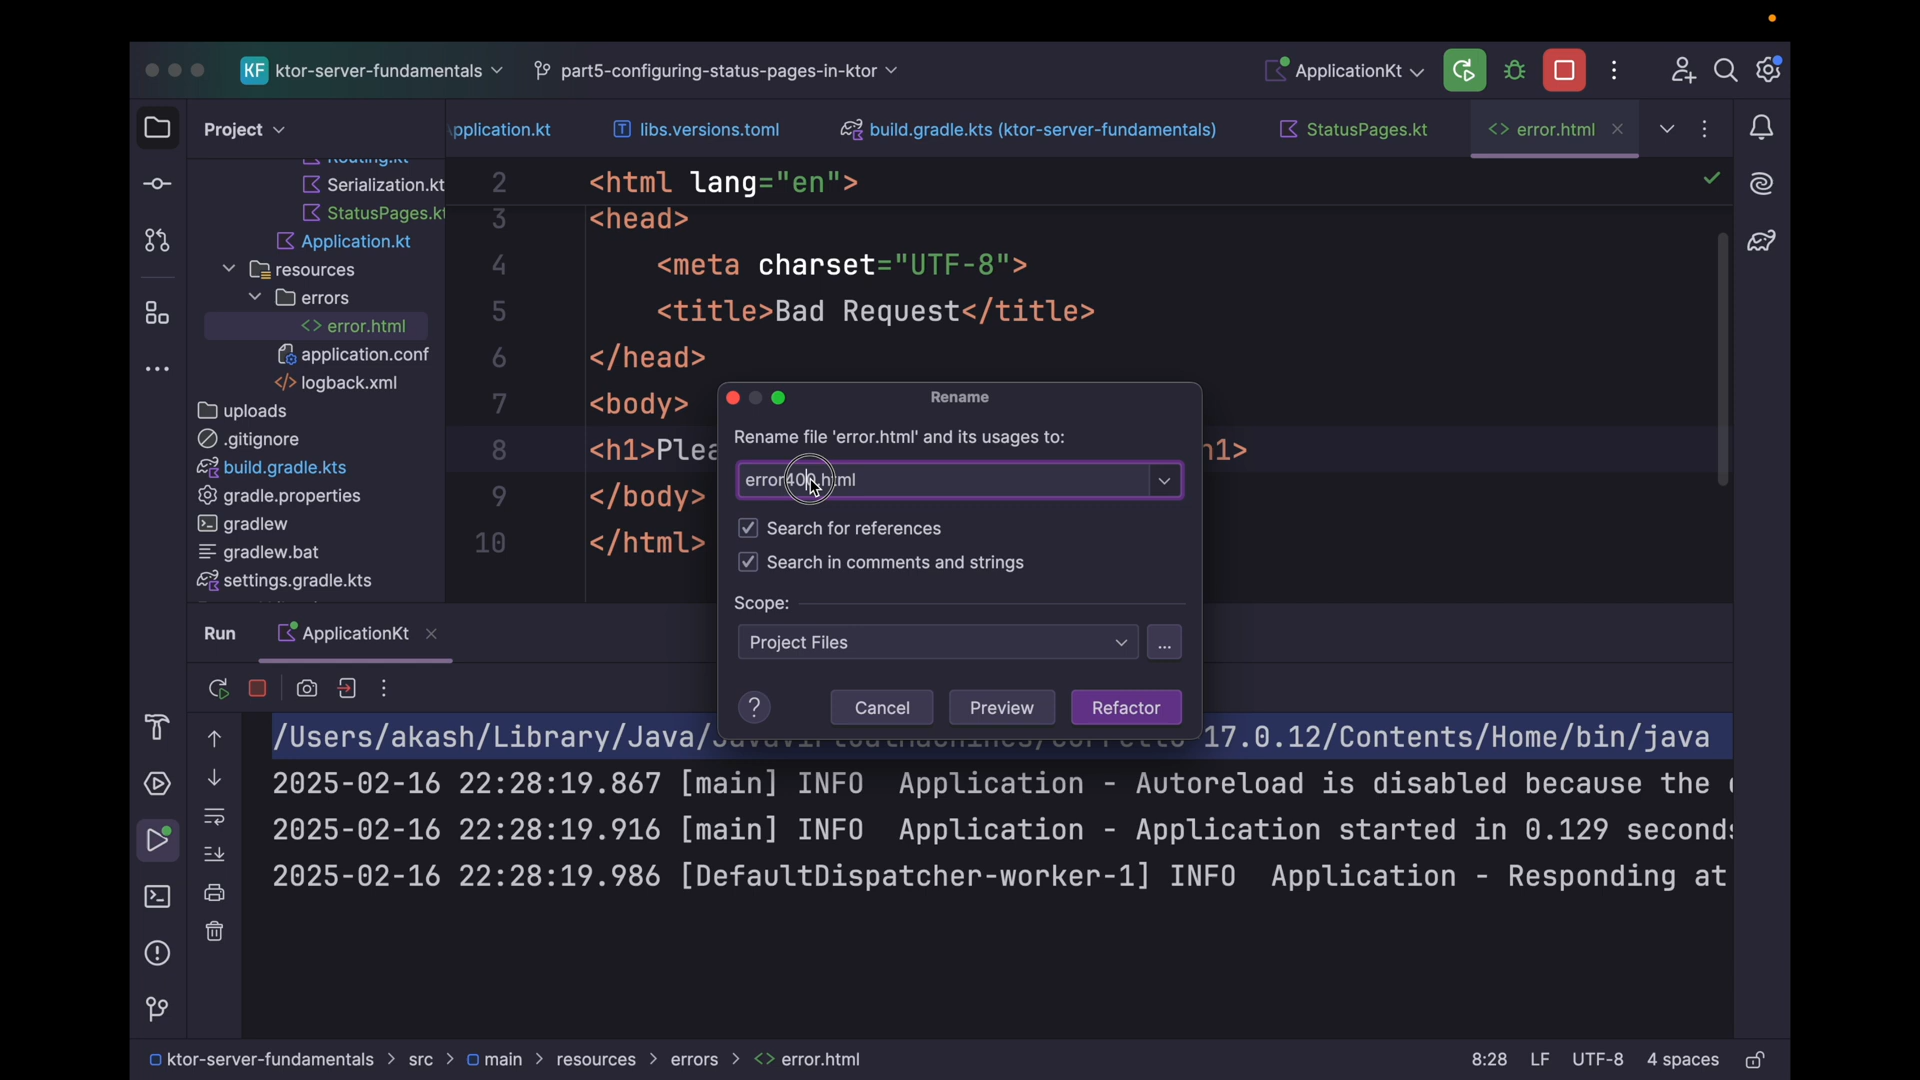 KF ktor-server-fundamentals part5-configuring-status-pages-in-ktor ApplicationKt
Project
pplication.kt libs.versions.toml build.gradle.kts (ktor-server-fundamentals) StatusPages.kt error.html
Routing.kt
Serialization.kt
StatusPages.kt
Application.kt
resources
errors
error.html
application.conf
logback.xml
uploads
.gitignore
build.gradle.kts
gradle.properties
gradlew
gradlew.bat
settings.gradle.kts
2 <html lang="en">
3 <head>
4 <meta charset="UTF-8">
5 <title>Bad Request</title>
6 </head>
7 <body>
8 <h1>Plea h1>
9 </body>
10 </html>
Rename
Rename file 'error.html' and its usages to:
error400.html
Search for references
Search in comments and strings
Scope:
Project Files
...
? Cancel Preview Refactor
Run ApplicationKt
/Users/akash/Library/Java/JavaVirtualMachines/corretto-17.0.12/Contents/Home/bin/java
2025-02-16 22:28:19.867 [main] INFO Application - Autoreload is disabled because the
2025-02-16 22:28:19.916 [main] INFO Application - Application started in 0.129 seconds
2025-02-16 22:28:19.986 [DefaultDispatcher-worker-1] INFO Application - Responding at
ktor-server-fundamentals > src > main > resources > errors > <> error.html
8:28 LF UTF-8 4 spaces